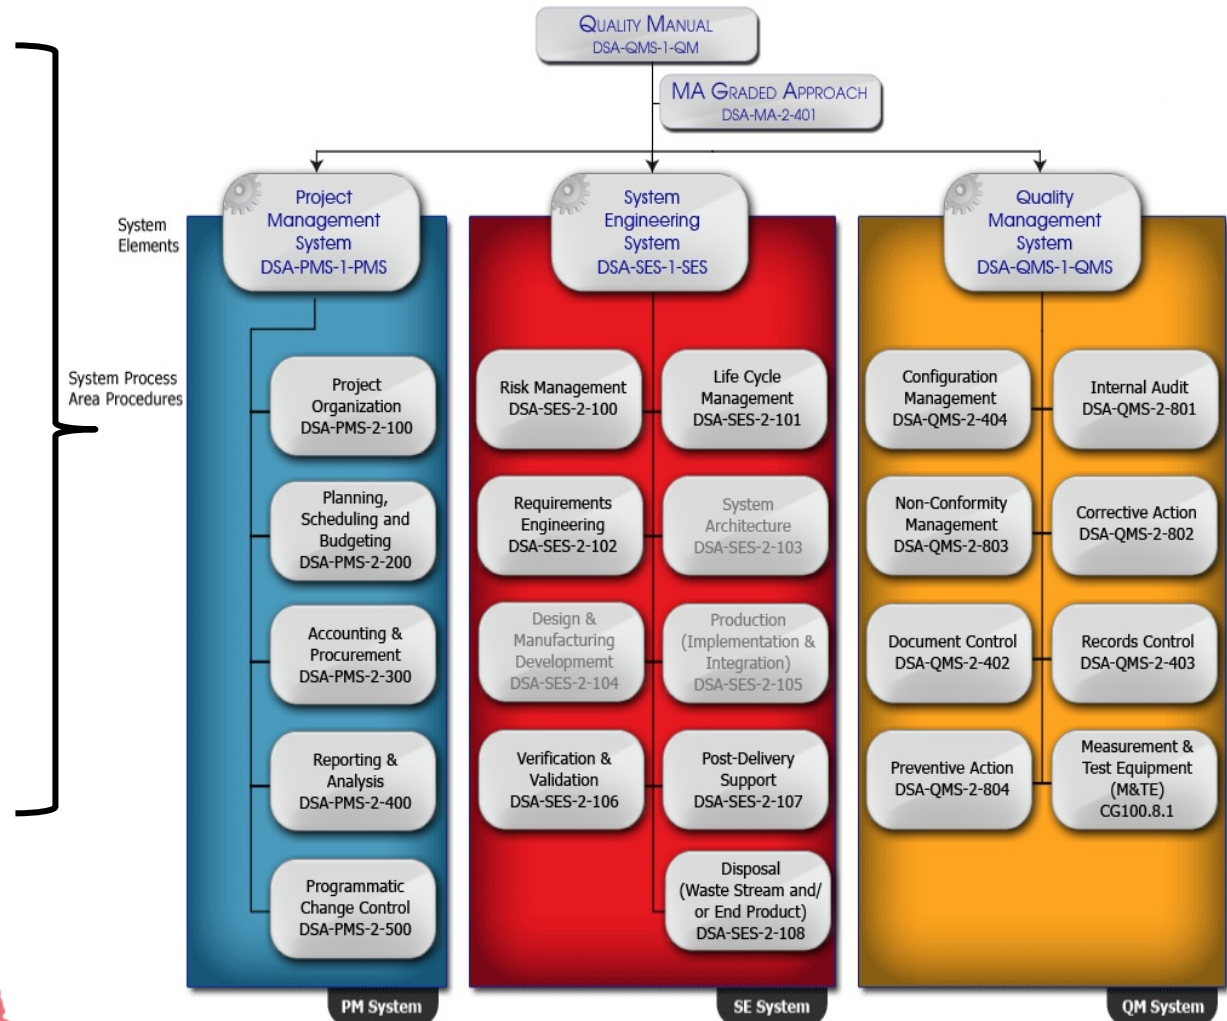 QUALITY MANUAL
DSA-QMS-1-QM
MA GRADED APPROACH
DSA-MA-2-401
System
Elements
System Process
Area Procedures
Project
Management
System
DSA-PMS-1-PMS
Project
Organization
DSA-PMS-2-100
Planning,
Scheduling and
Budgeting
DSA-PMS-2-200
Accounting &
Procurement
DSA-PMS-2-300
Reporting &
Analysis
DSA-PMS-2-400
Programmatic
Change Control
DSA-PMS-2-500
PM System
System
Engineering
System
DSA-SES-1-SES
Risk Management
DSA-SES-2-100
Life Cycle
Management
DSA-SES-2-101
Requirements
Engineering
DSA-SES-2-102
System
Architecture
DSA-SES-2-103
Design &
Manufacturing
Developmemt
DSA-SES-2-104
Production
(Implementation &
Integration)
DSA-SES-2-105
Verification &
Validation
DSA-SES-2-106
Post-Delivery
Support
DSA-SES-2-107
Disposal
(Waste Stream and/
or End Product)
DSA-SES-2-108
SE System
Quality
Management
System
DSA-QMS-1-QMS
Configuration
Management
DSA-QMS-2-404
Internal Audit
DSA-QMS-2-801
Non-Conformity
Management
DSA-QMS-2-803
Corrective Action
DSA-QMS-2-802
Document Control
DSA-QMS-2-402
Records Control
DSA-QMS-2-403
Preventive Action
DSA-QMS-2-804
Measurement &
Test Equipment
(M&TE)
CG100.8.1
QM System